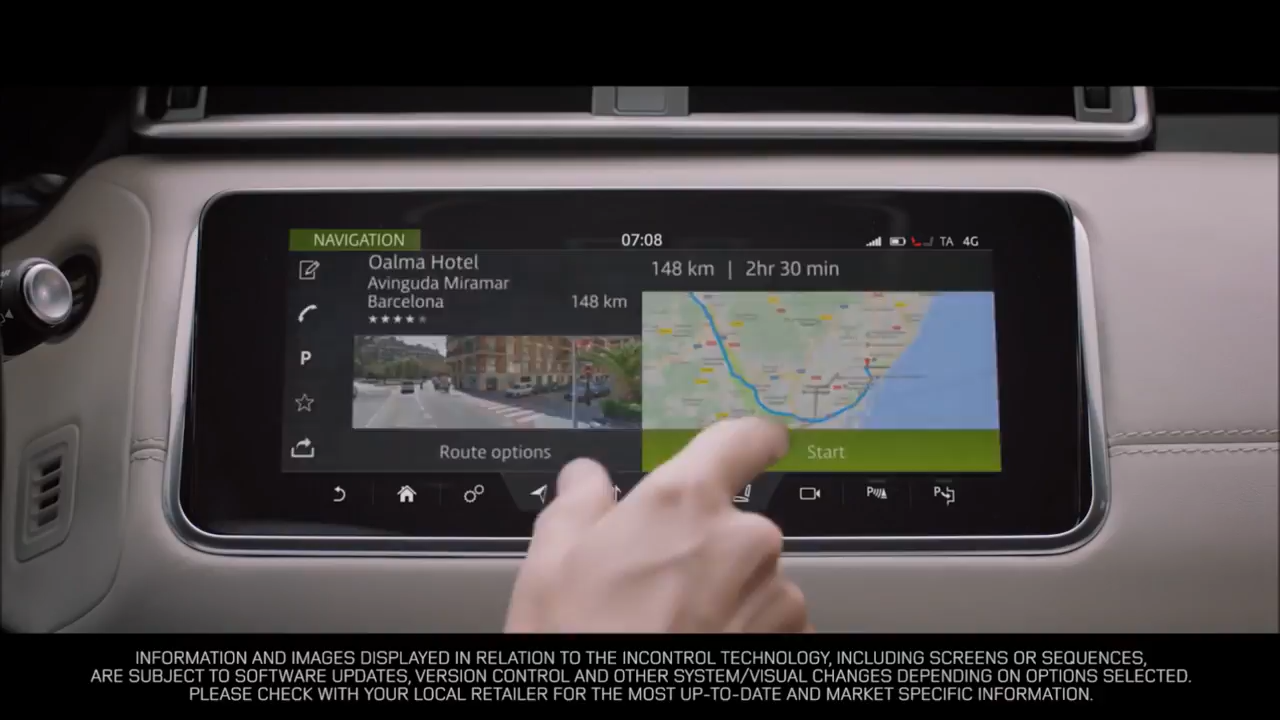 NAVIGATION
07:08
TA 4G
Oalma Hotel
Avinguda Miramar
Barcelona
148 km
148 km | 2hr 30 min
P
Route options
Start
P
P
INFORMATION AND IMAGES DISPLAYED IN RELATION TO THE INCONTROL TECHNOLOGY, INCLUDING SCREENS OR SEQUENCES,
ARE SUBJECT TO SOFTWARE UPDATES, VERSION CONTROL AND OTHER SYSTEM/VISUAL CHANGES DEPENDING ON OPTIONS SELECTED.
PLEASE CHECK WITH YOUR LOCAL RETAILER FOR THE MOST UP-TO-DATE AND MARKET SPECIFIC INFORMATION.